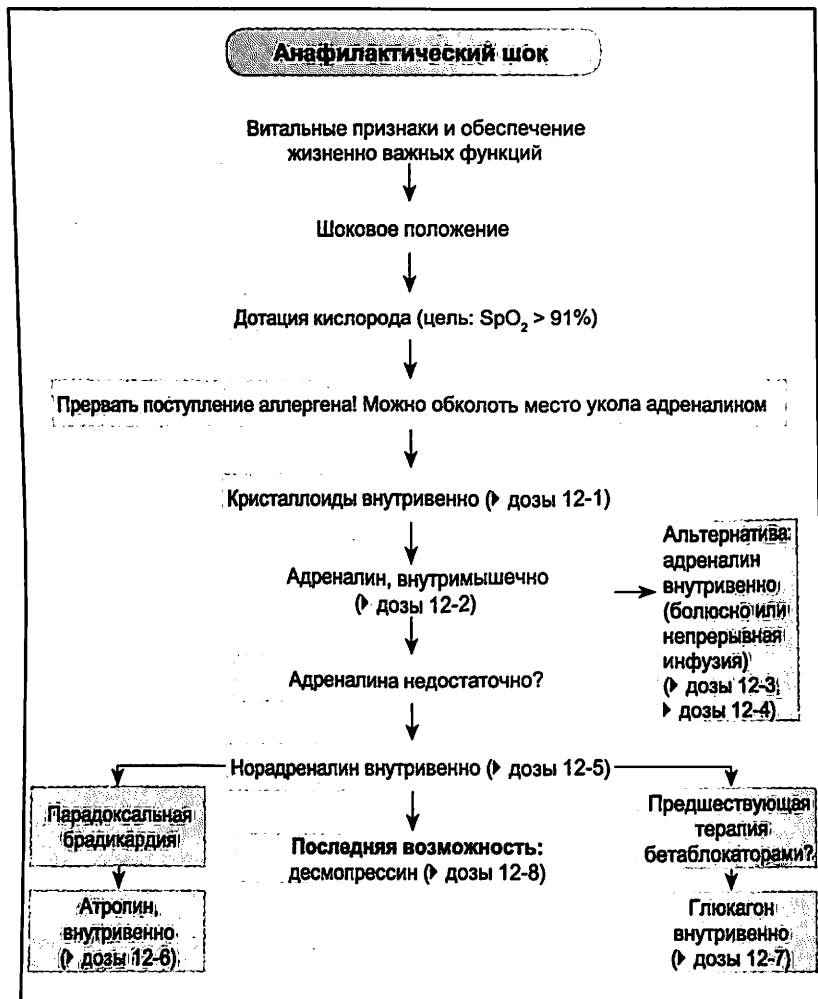 Анафилактический шок
Витальные признаки и обеспечение
жизненно важных функций
Шоковое положение
Дотация кислорода (цель: SpO₂ > 91%)
Прервать поступление аллергена! Можно обколоть место укола адреналином
Кристаллоиды внутривенно (▶ дозы 12-1)
Адреналин, внутримышечно
(▶ дозы 12-2)
Альтернатива:
адреналин
внутривенно
(болюсно или
непрерывная
инфузия)
(▶ дозы 12-3,
▶ дозы 12-4)
Адреналина недостаточно?
Норадреналин внутривенно (▶ дозы 12-5)
Парадоксальная
брадикардия
Атропин,
внутривенно
(▶ дозы 12-6)
Последняя возможность:
десмопрессин (▶ дозы 12-8)
Предшествующая
терапия
бетаблокаторами?
Глюкагон
внутривенно
(▶ дозы 12-7)